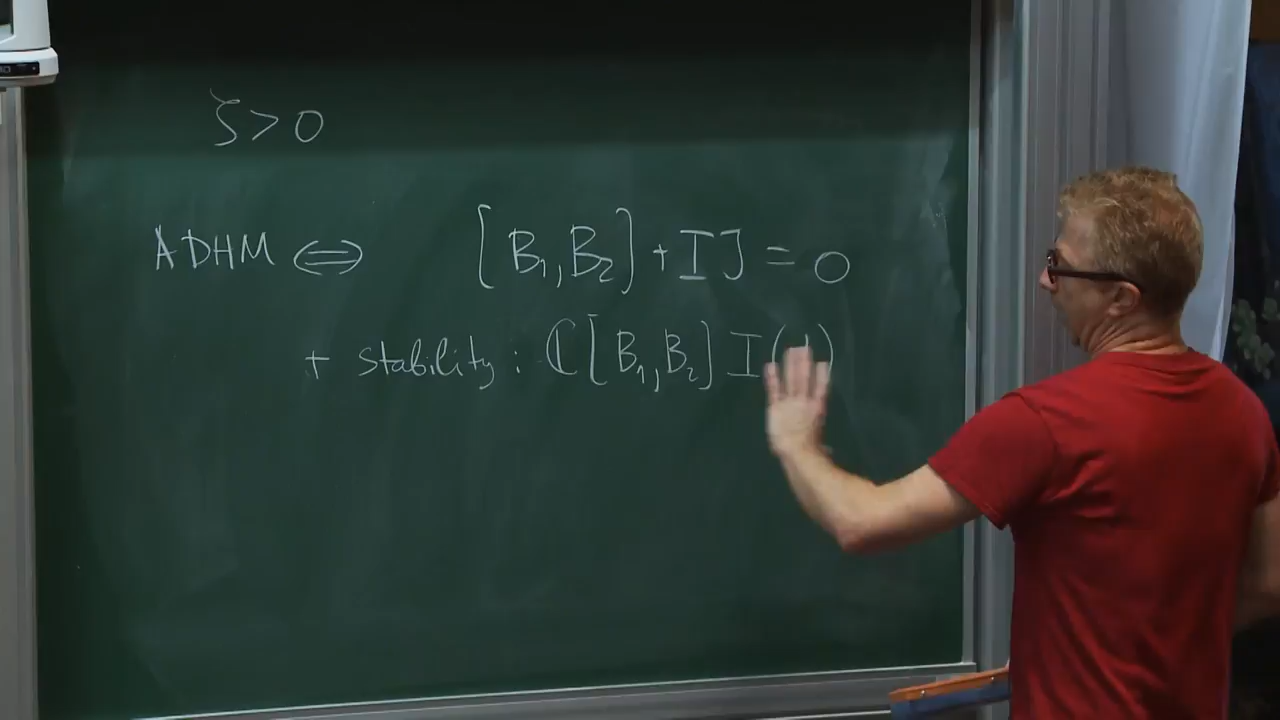 ζ > 0
ADHM ⟺ [B₁, B₂] + IJ = 0
+ stability : ℂ[B₁, B₂] I( )